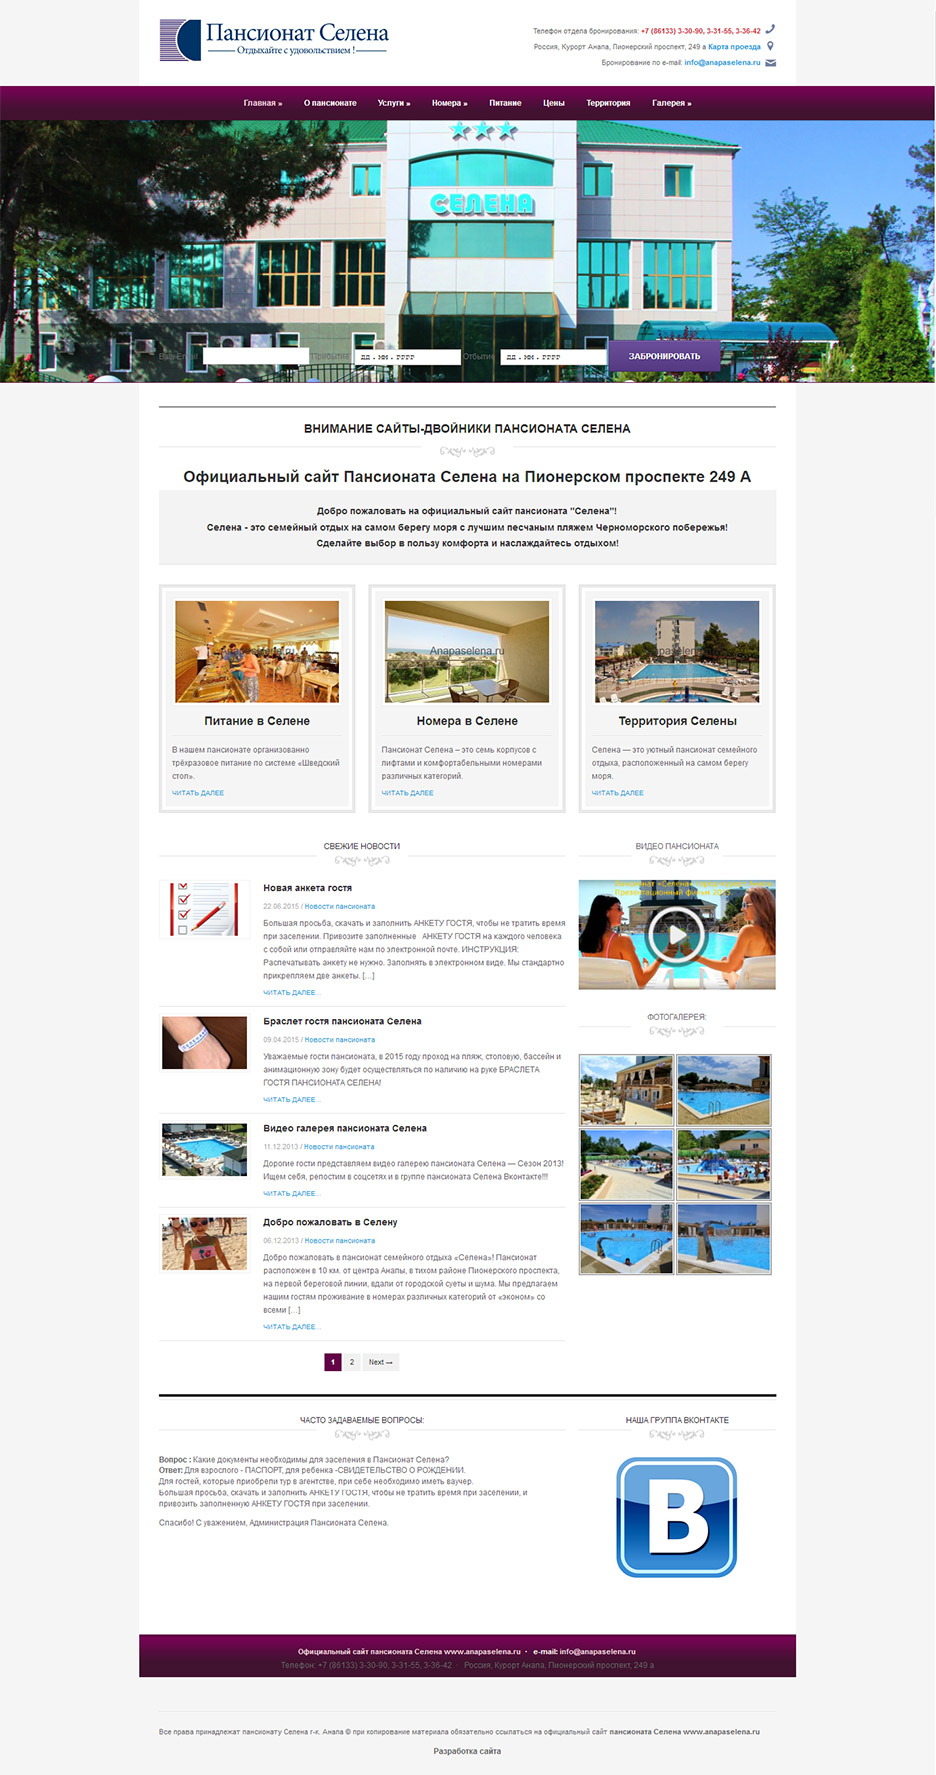 Пансионат Селена
Отдыхайте с удовольствием !
Телефон отдела бронирования: +7 (86133) 3-30-90, 3-31-55, 3-36-42
Россия, Курорт Анапа, Пионерский проспект, 249 а Карта проезда
Бронирование по e-mail: info@anapaselena.ru
Главная » О пансионате Услуги » Номера » Питание Цены Территория Галерея »
СЕЛЕНА
Ваш Email Прибытие ДД . ММ . ГГГГ Отбытие ДД . ММ . ГГГГ ЗАБРОНИРОВАТЬ
ВНИМАНИЕ САЙТЫ-ДВОЙНИКИ ПАНСИОНАТА СЕЛЕНА
Официальный сайт Пансионата Селена на Пионерском проспекте 249 А
Добро пожаловать на официальный сайт пансионата "Селена"!
Селена - это семейный отдых на самом берегу моря с лучшим песчаным пляжем Черноморского побережья!
Сделайте выбор в пользу комфорта и наслаждайтесь отдыхом!
Anapaselena.ru
Питание в Селене
В нашем пансионате организованно
трёхразовое питание по системе «Шведский
стол».
ЧИТАТЬ ДАЛЕЕ
Anapaselena.ru
Номера в Селене
Пансионат Селена – это семь корпусов с
лифтами и комфортабельными номерами
различных категорий.
ЧИТАТЬ ДАЛЕЕ
Anapaselena.ru
Территория Селены
Селена — это уютный пансионат семейного
отдыха, расположенный на самом берегу
моря.
ЧИТАТЬ ДАЛЕЕ
СВЕЖИЕ НОВОСТИ
Новая анкета гостя
22.06.2015 / Новости пансионата
Большая просьба, скачать и заполнить АНКЕТУ ГОСТЯ, чтобы не тратить время
при заселении. Привозите заполненные АНКЕТУ ГОСТЯ на каждого человека
с собой или отправляйте нам по электронной почте. ИНСТРУКЦИЯ:
Распечатывать анкету не нужно. Заполнять в электронном виде. Мы стандартно
прикрепляем две анкеты. [...]
ЧИТАТЬ ДАЛЕЕ...
Браслет гостя пансионата Селена
09.04.2015 / Новости пансионата
Уважаемые гости пансионата, в 2015 году проход на пляж, столовую, бассейн и
анимационную зону будет осуществляться по наличию на руке БРАСЛЕТА
ГОСТЯ ПАНСИОНАТА СЕЛЕНА!
ЧИТАТЬ ДАЛЕЕ...
Видео галерея пансионата Селена
11.12.2013 / Новости пансионата
Дорогие гости представляем видео галерею пансионата Селена — Сезон 2013!
Ищем себя, репостим в соцсетях и в группе пансионата Селена Вконтакте!!!
ЧИТАТЬ ДАЛЕЕ...
Добро пожаловать в Селену
06.12.2013 / Новости пансионата
Добро пожаловать в пансионат семейного отдыха «Селена»! Пансионат
расположен в 10 км. от центра Анапы, в тихом районе Пионерского проспекта,
на первой береговой линии, вдали от городской суеты и шума. Мы предлагаем
нашим гостям проживание в номерах различных категорий от «эконом» со
всеми [...]
ЧИТАТЬ ДАЛЕЕ...
1 2 Next →
ВИДЕО ПАНСИОНАТА
ФОТОГАЛЕРЕЯ:
ЧАСТО ЗАДАВАЕМЫЕ ВОПРОСЫ:
Вопрос : Какие документы необходимы для заселения в Пансионат Селена?
Ответ: Для взрослого - ПАСПОРТ, для ребенка -СВИДЕТЕЛЬСТВО О РОЖДЕНИИ.
Для гостей, которые приобрели тур в агентстве, при себе необходимо иметь ваучер.
Большая просьба, скачать и заполнить АНКЕТУ ГОСТЯ, чтобы не тратить время при заселении, и
привозить заполненную АНКЕТУ ГОСТЯ при заселении.
Спасибо! С уважением, Администрация Пансионата Селена.
НАША ГРУППА ВКОНТАКТЕ
В
Официальный сайт пансионата Селена www.anapaselena.ru · e-mail: info@anapaselena.ru
Телефон: +7 (86133) 3-30-90, 3-31-55, 3-36-42 · Россия, Курорт Анапа, Пионерский проспект, 249 а
Все права принадлежат пансионату Селена г-к. Анапа © при копирование материала обязательно ссылаться на официальный сайт пансионата Селена www.anapaselena.ru
Разработка сайта